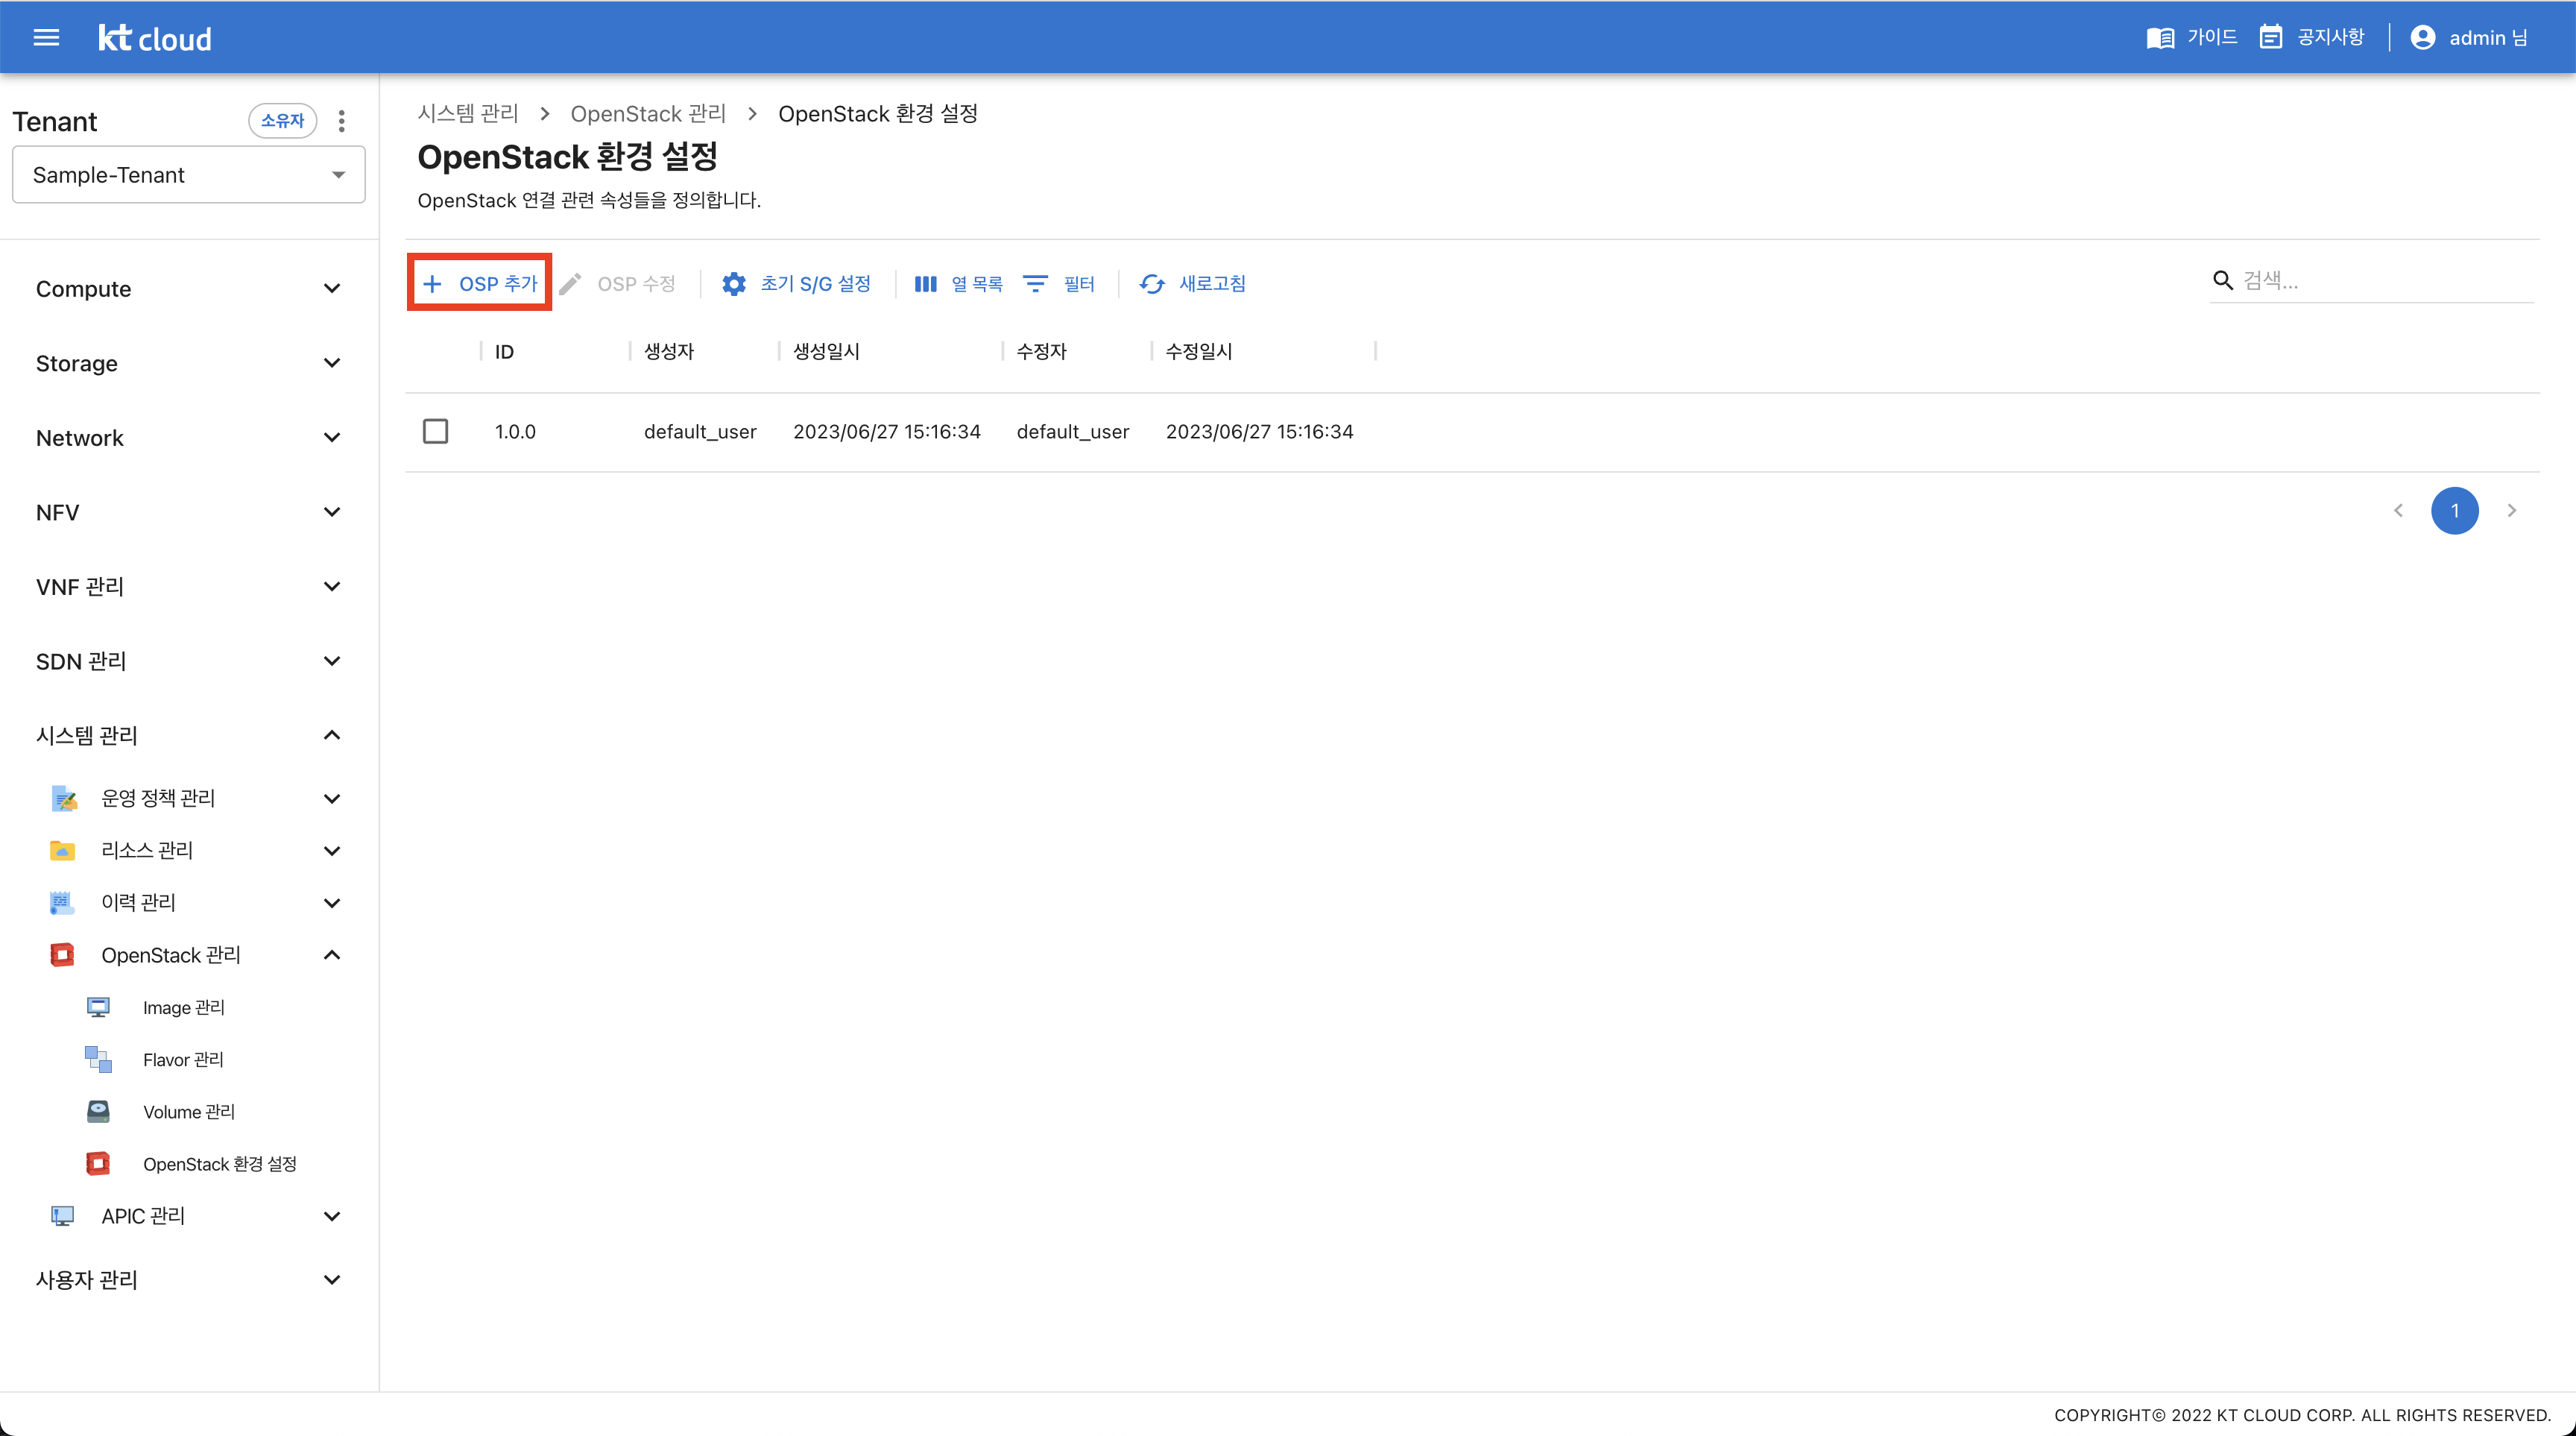 kt cloud
가이드
공지사항
admin 님
Tenant
소유자
Sample-Tenant
Compute
Storage
Network
NFV
VNF 관리
SDN 관리
시스템 관리
운영 정책 관리
리소스 관리
이력 관리
OpenStack 관리
Image 관리
Flavor 관리
Volume 관리
OpenStack 환경 설정
APIC 관리
사용자 관리
시스템 관리 > OpenStack 관리 > OpenStack 환경 설정
OpenStack 환경 설정
OpenStack 연결 관련 속성들을 정의합니다.
OSP 추가 OSP 수정 초기 S/G 설정 열 목록 필터 새로고침
검색...
ID 생성자 생성일시 수정자 수정일시
1.0.0 default_user 2023/06/27 15:16:34 default_user 2023/06/27 15:16:34
1
COPYRIGHT© 2022 KT CLOUD CORP. ALL RIGHTS RESERVED.